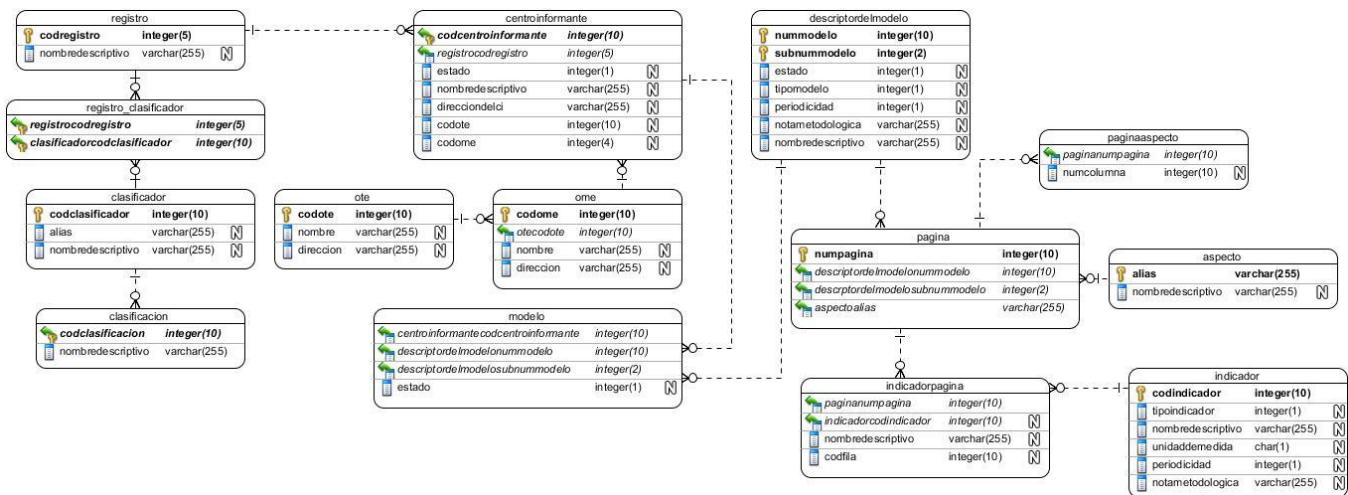 registro
codregistro integer(5)
nombredescriptivo varchar(255) N
registro_clasificador
registrocodregistro integer(5)
clasificadorcodclasificador integer(10)
clasificador
codclasificador integer(10)
alias varchar(255) N
nombredescriptivo varchar(255) N
clasificacion
codclasificacion integer(10)
nombredescriptivo varchar(255)
centroinformante
codcentroinformante integer(10)
registrocodregistro integer(5)
estado integer(1) N
nombredescriptivo varchar(255) N
direcciondelci varchar(255) N
codote integer(10) N
codome integer(4) N
ote
codote integer(10)
nombre varchar(255) N
direccion varchar(255) N
ome
codome integer(10)
otecodote integer(10)
nombre varchar(255) N
direccion varchar(255) N
modelo
centroinformantecodcentroinformante integer(10)
descriptordelmodelonummodelo integer(10)
descriptordelmodelosubnummodelo integer(2)
estado integer(1) N
descriptordelmodelo
nummodelo integer(10)
subnummodelo integer(2)
estado integer(1) N
tipomodelo integer(1) N
periodicidad integer(1) N
notametodologica varchar(255) N
nombredescriptivo varchar(255) N
paginaaspecto
paginanumpagina integer(10)
numcolumna integer(10) N
pagina
numpagina integer(10)
descriptordelmodelonummodelo integer(10)
descrptordelmodelosubnummodelo integer(2)
aspectoalias varchar(255)
aspecto
alias varchar(255)
nombredescriptivo varchar(255) N
indicadorpagina
paginanumpagina integer(10)
indicadorcodindicador integer(10) N
nombredescriptivo varchar(255) N
codfila integer(10) N
indicador
codindicador integer(10)
tipoindicador integer(1) N
nombredescriptivo varchar(255) N
unidaddemedida char(1) N
periodicidad integer(1) N
notametodologica varchar(255) N